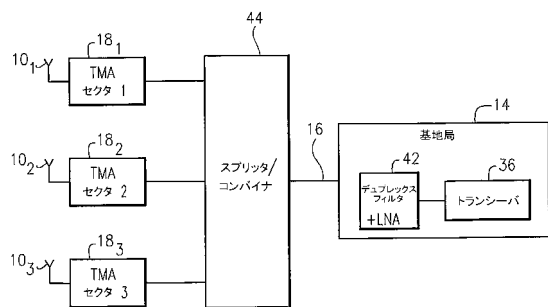 44
10₁
18₁
TMA
セクタ 1
10₂
18₂
TMA
セクタ 2
10₃
18₃
TMA
セクタ 3
スプリッタ/
コンバイナ
16
14
基地局
42
デュプレックス
フィルタ
+LNA
36
トランシーバ